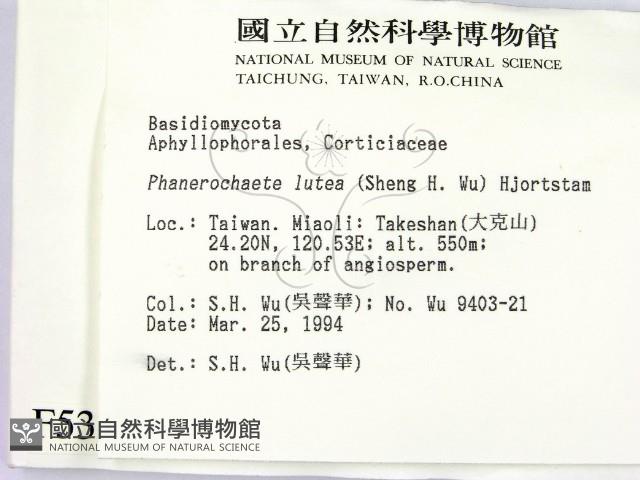 國立自然科學博物館
NATIONAL MUSEUM OF NATURAL SCIENCE
TAICHUNG, TAIWAN, R.O.CHINA
Basidiomycota
Aphyllophorales, Corticiaceae
Phanerochaete lutea (Sheng H. Wu) Hjortstam
Loc.: Taiwan. Miaoli: Takeshan(大克山)
24.20N, 120.53E; alt. 550m;
on branch of angiosperm.
Col.: S.H. Wu(吳聲華); No. Wu 9403-21
Date: Mar. 25, 1994
Det.: S.H. Wu(吳聲華)
F53
國立自然科學博物館
NATIONAL MUSEUM OF NATURAL SCIENCE